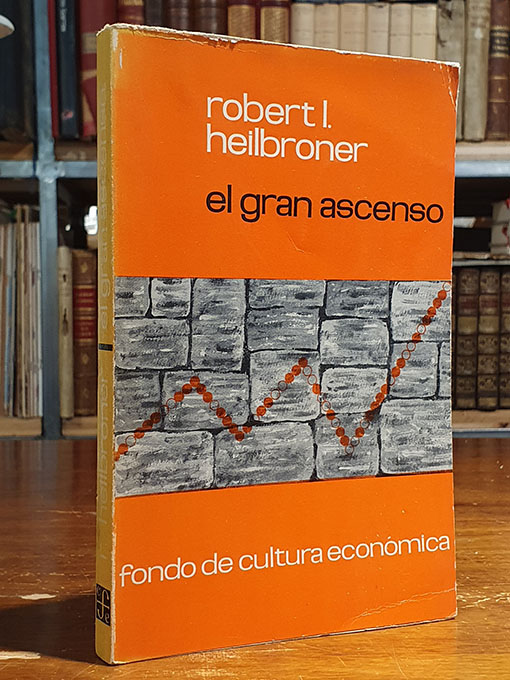 robert l.
heilbroner
el gran ascenso
fondo de cultura económica